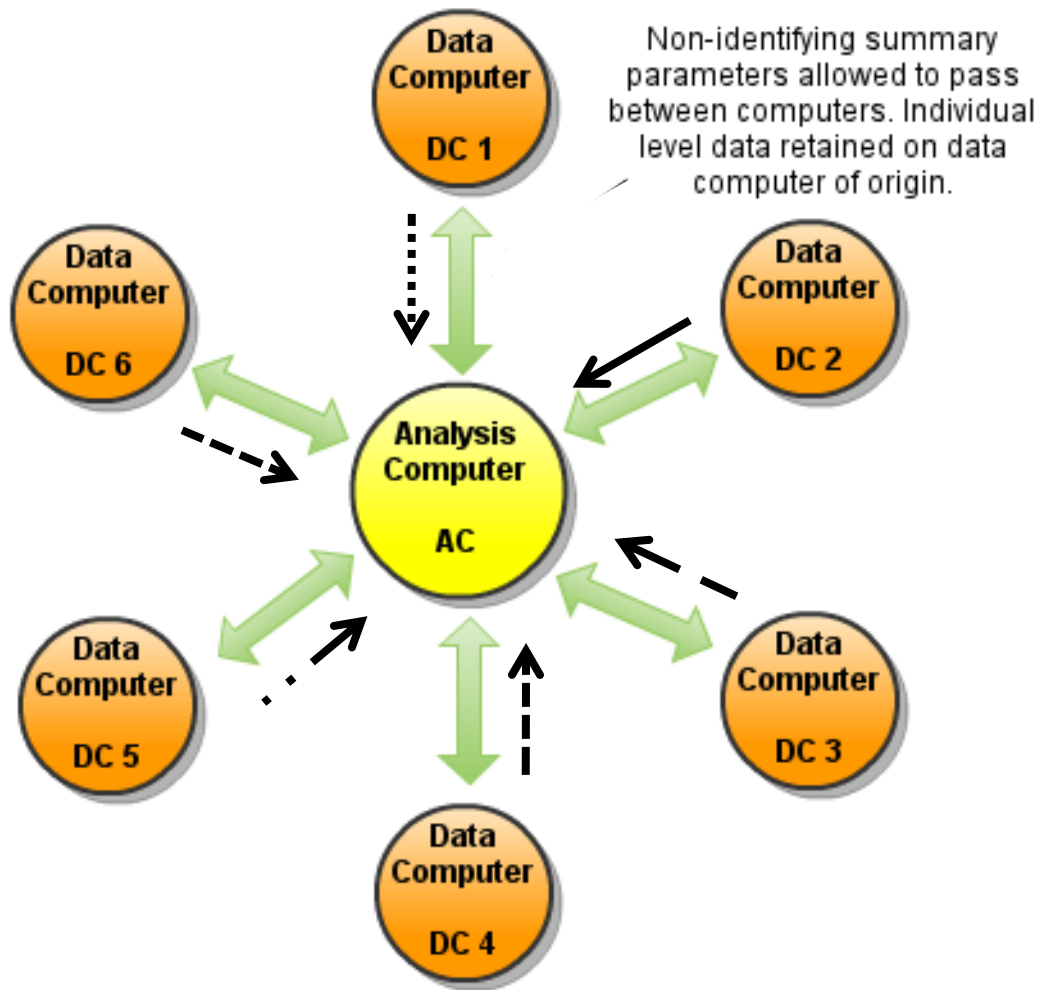 Data
Computer
DC 1
Non-identifying summary
parameters allowed to pass
between computers. Individual
level data retained on data
computer of origin.
Data
Computer
DC 6
Data
Computer
DC 2
Analysis
Computer
AC
Data
Computer
DC 5
Data
Computer
DC 3
Data
Computer
DC 4